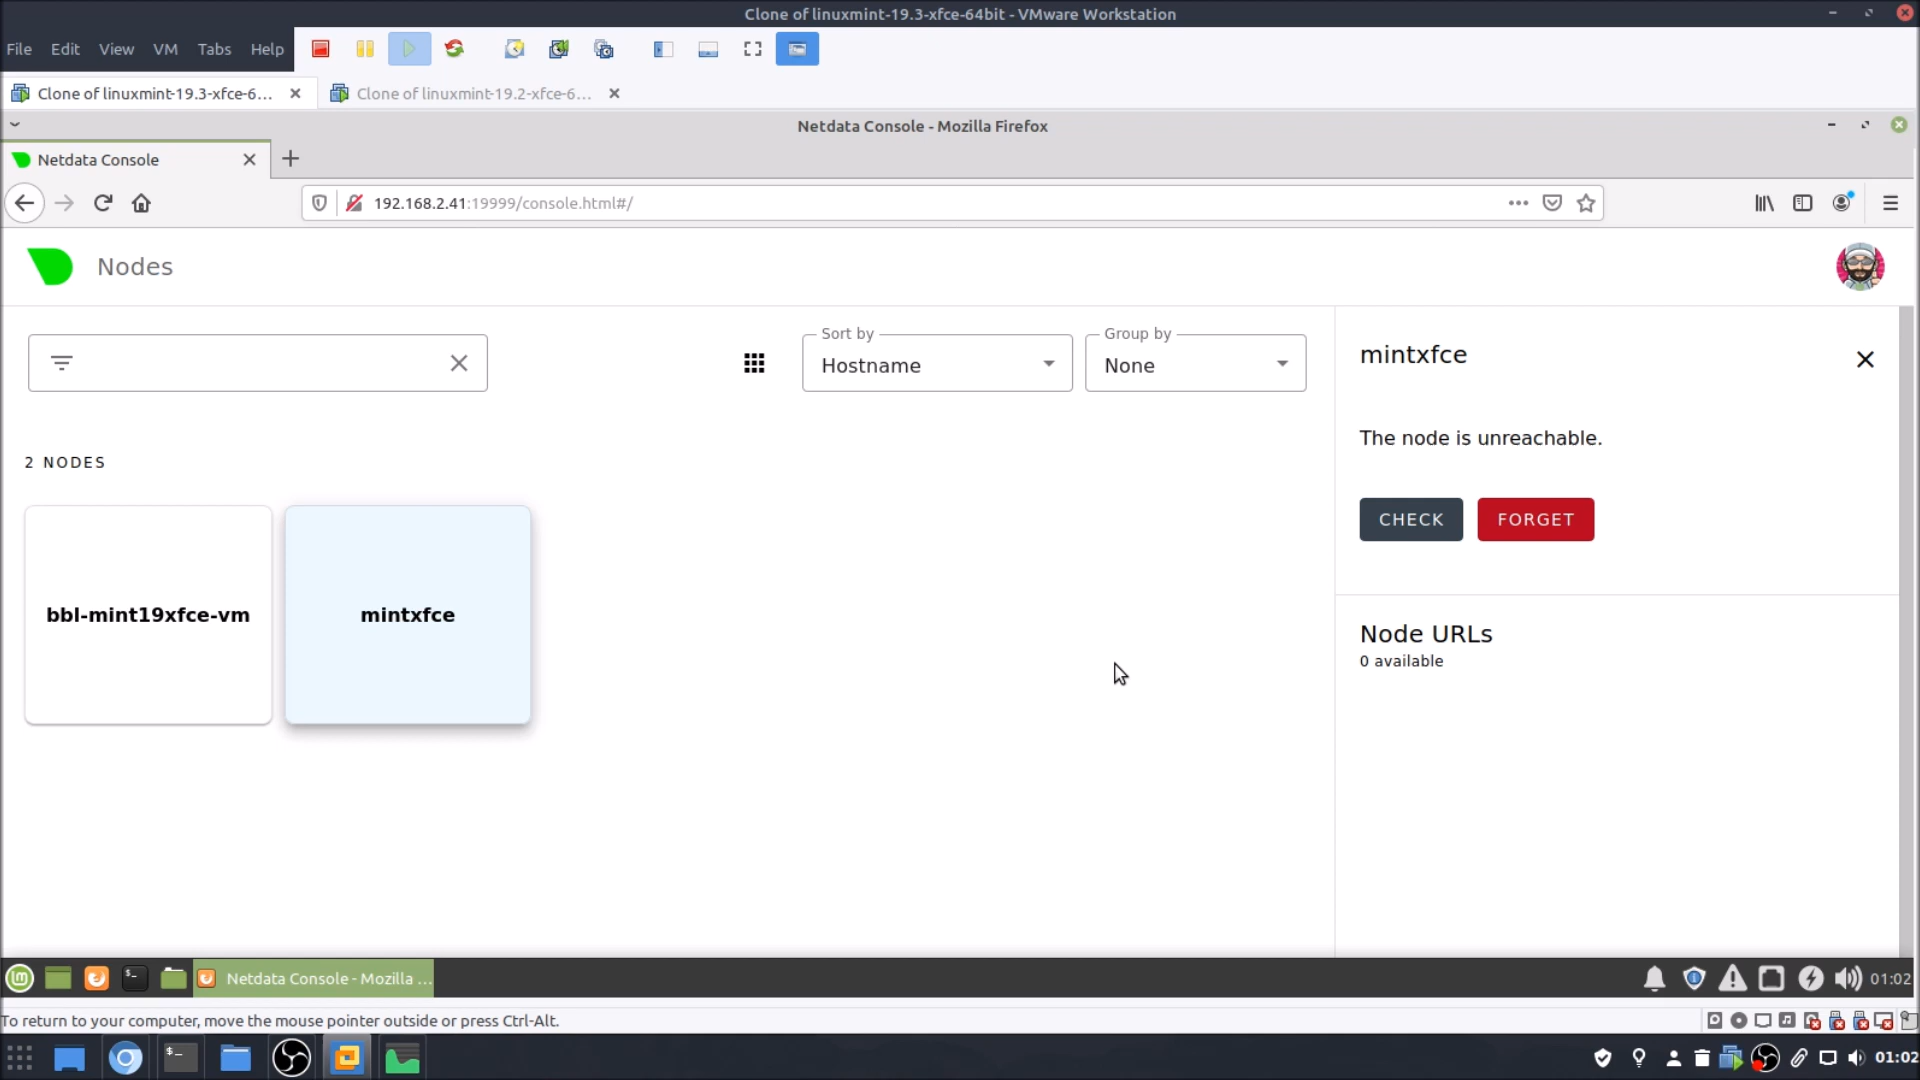 Clone of linuxmint-19.3-xfce-64bit - VMware Workstation
File Edit View VM Tabs Help
Clone of linuxmint-19.3-xfce-6... Clone of linuxmint-19.2-xfce-6...
Netdata Console - Mozilla Firefox
Netdata Console
192.168.2.41:19999/console.html#/
Nodes
Sort by
Hostname
Group by
None
2 NODES
bbl-mint19xfce-vm
mintxfce
mintxfce
The node is unreachable.
CHECK FORGET
Node URLs
0 available
Netdata Console - Mozilla ...
01:02
To return to your computer, move the mouse pointer outside or press Ctrl-Alt.
01:02